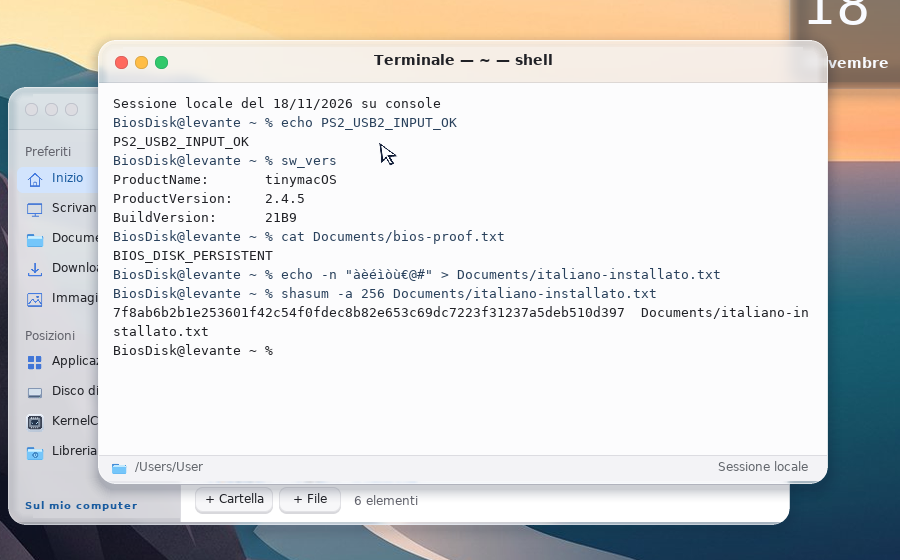 18
vembre
Terminale — ~ — shell
Sessione locale del 18/11/2026 su console
BiosDisk@levante ~ % echo PS2_USB2_INPUT_OK
PS2_USB2_INPUT_OK
BiosDisk@levante ~ % sw_vers
ProductName: tinymacOS
ProductVersion: 2.4.5
BuildVersion: 21B9
BiosDisk@levante ~ % cat Documents/bios-proof.txt
BIOS_DISK_PERSISTENT
BiosDisk@levante ~ % echo -n "àèéìòù€@#" > Documents/italiano-installato.txt
BiosDisk@levante ~ % shasum -a 256 Documents/italiano-installato.txt
7f8ab6b2b1e253601f42c54f0fdec8b82e653c69dc7223f31237a5deb510d397 Documents/italiano-in
stallato.txt
BiosDisk@levante ~ %
/Users/User
Sessione locale
Preferiti
Inizio
Scrivan
Docume
Downloa
Immagi
Posizioni
Applicaz
Disco di
KernelC
Libreria
Sul mio computer
+ Cartella
+ File
6 elementi